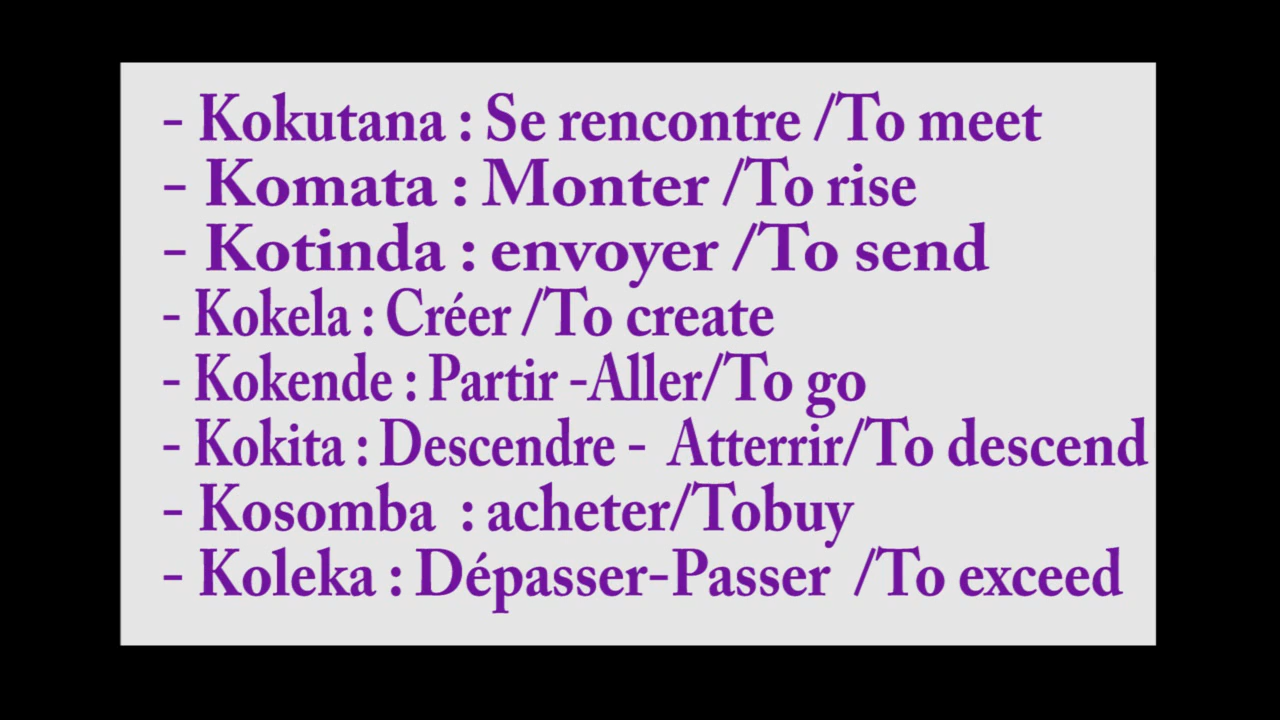 - Kokutana : Se rencontre /To meet
- Komata : Monter /To rise
- Kotinda : envoyer /To send
- Kokela : Créer /To create
- Kokende : Partir -Aller/To go
- Kokita : Descendre - Atterrir/To descend
- Kosomba : acheter/Tobuy
- Koleka : Dépasser-Passer /To exceed